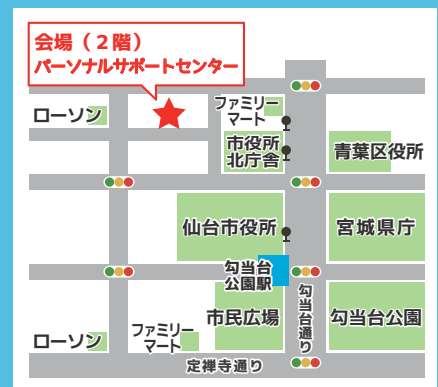 会場（２階）
パーソナルサポートセンター
ローソン
ファミリー
マート
市役所
北庁舎
青葉区役所
仙台市役所
宮城県庁
勾当台
公園駅
市民広場
勾当台通り
勾当台公園
ローソン
ファミリー
マート
定禅寺通り